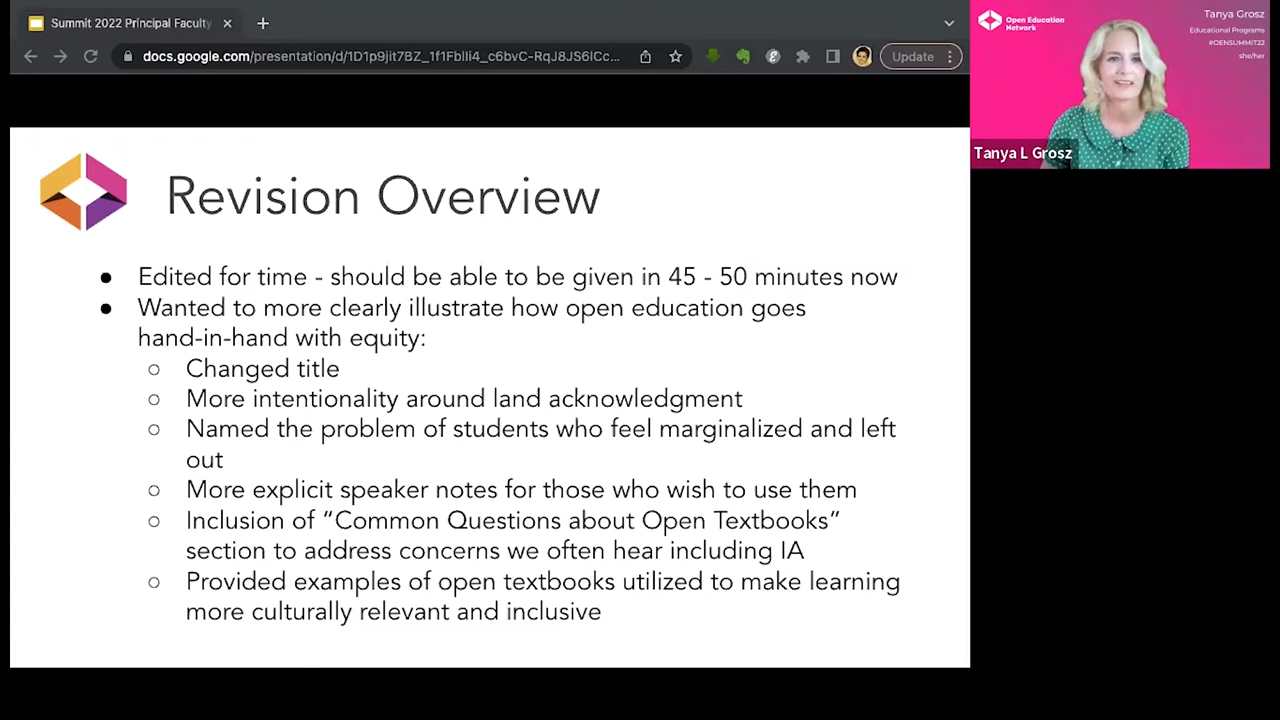 Summit 2022 Principal Faculty
docs.google.com/presentation/d/1D1p9jit7BZ_1f1Fblli4_c6bvC-RqJ8JS6lCc...
Update
Open Education
Network
Tanya Grosz
Educational Programs
#OENSUMMIT22
she/her
Tanya L Grosz
Revision Overview
● Edited for time - should be able to be given in 45 - 50 minutes now
● Wanted to more clearly illustrate how open education goes
hand-in-hand with equity:
○ Changed title
○ More intentionality around land acknowledgment
○ Named the problem of students who feel marginalized and left
out
○ More explicit speaker notes for those who wish to use them
○ Inclusion of “Common Questions about Open Textbooks”
section to address concerns we often hear including IA
○ Provided examples of open textbooks utilized to make learning
more culturally relevant and inclusive